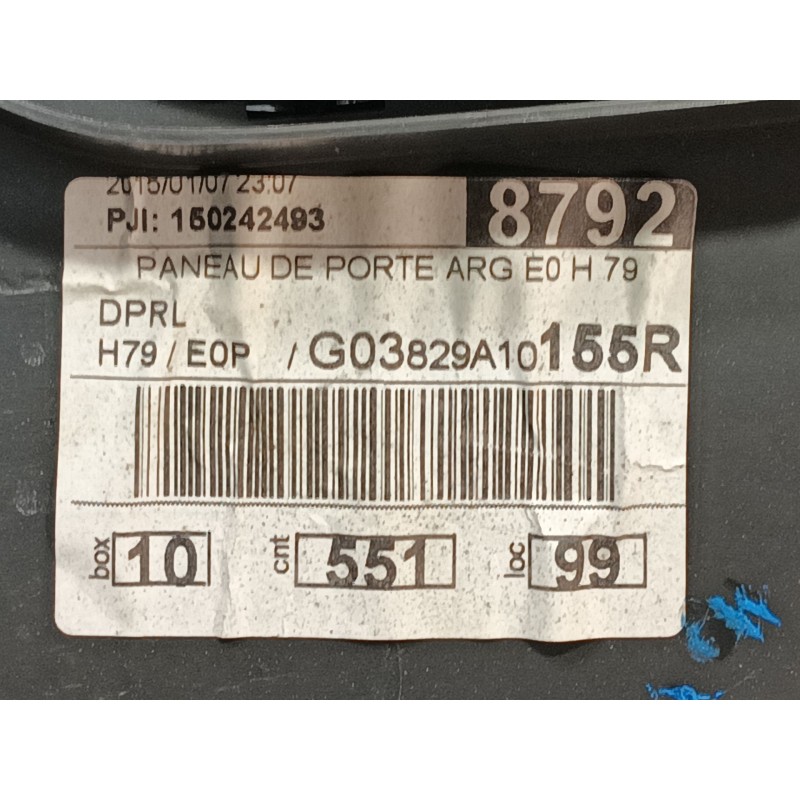 2018/01/07 23:07
PJI: 150242493
8792
PANEAU DE PORTE ARG E0 H 79
DPRL
H79 / E0P / G03829A10155R
box 10 cnt 551 loc 99